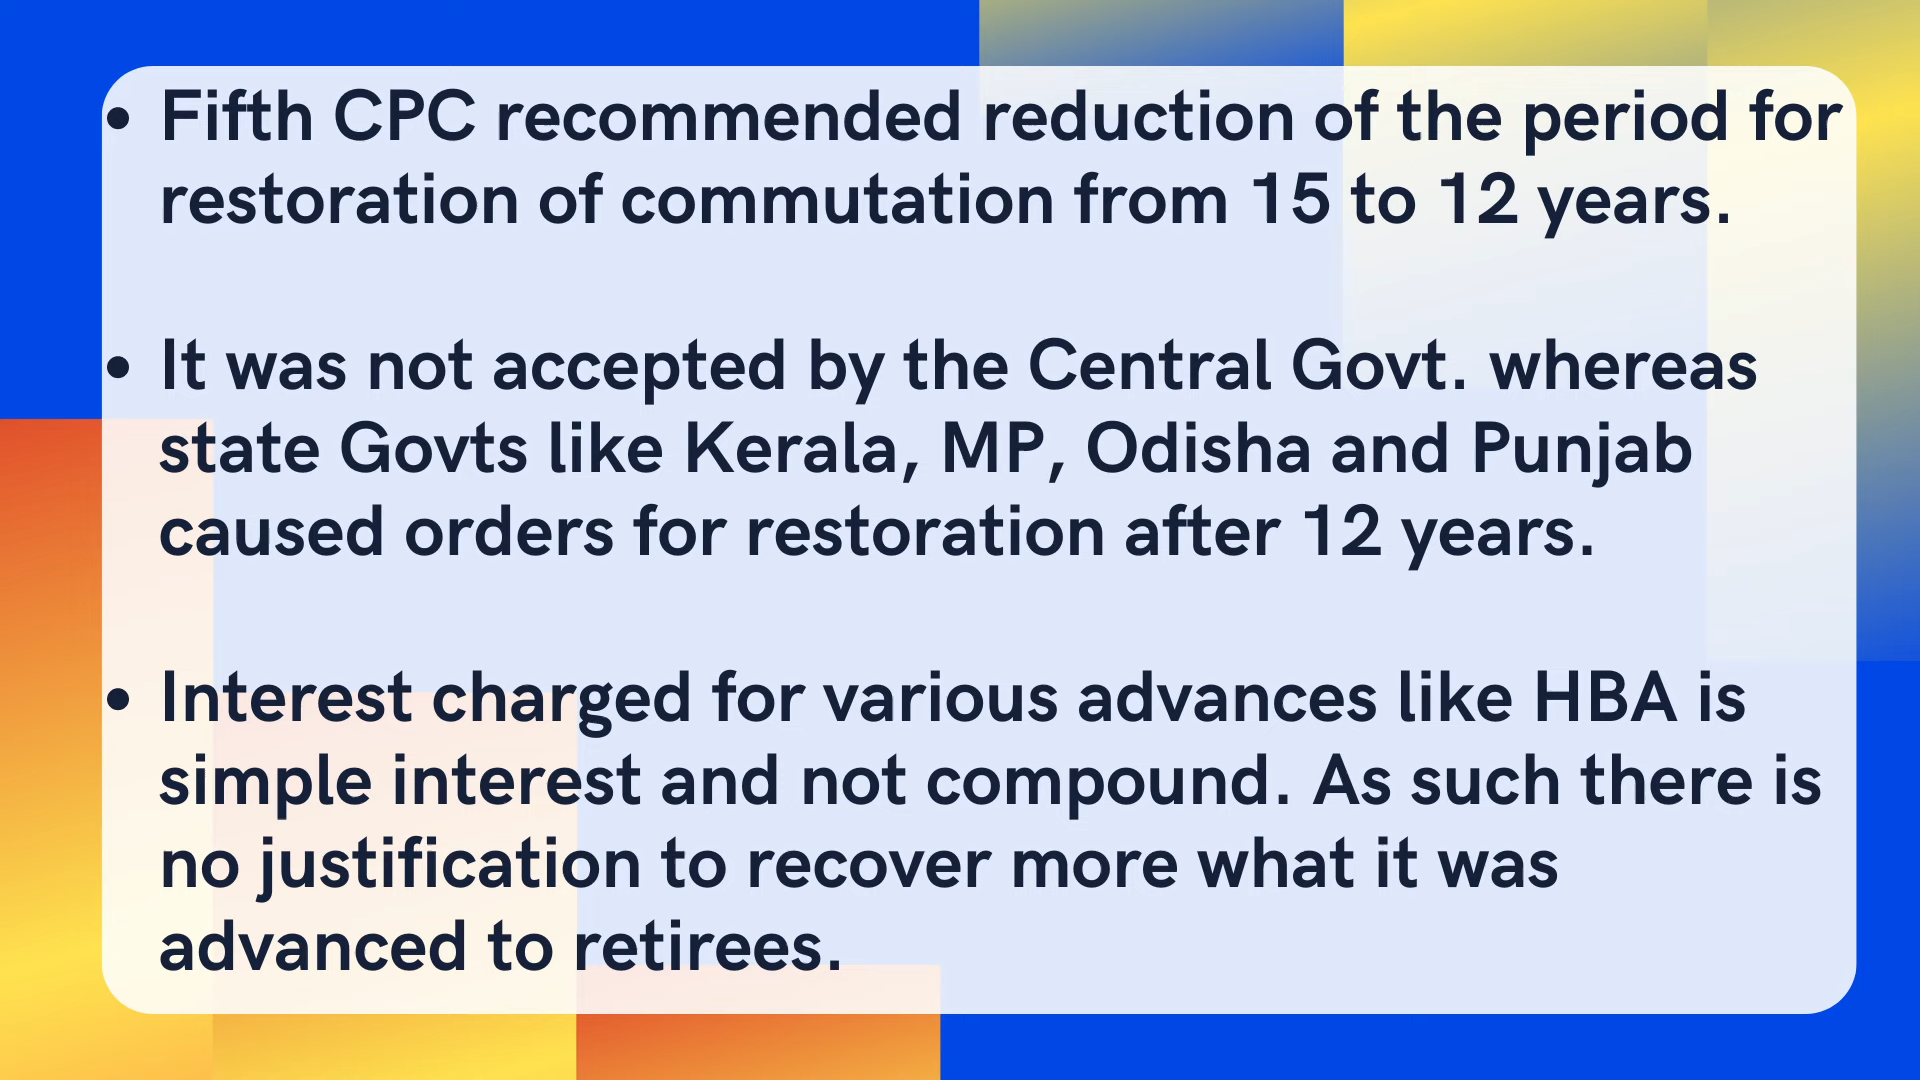 • Fifth CPC recommended reduction of the period for
restoration of commutation from 15 to 12 years.
• It was not accepted by the Central Govt. whereas
state Govts like Kerala, MP, Odisha and Punjab
caused orders for restoration after 12 years.
• Interest charged for various advances like HBA is
simple interest and not compound. As such there is
no justification to recover more what it was
advanced to retirees.